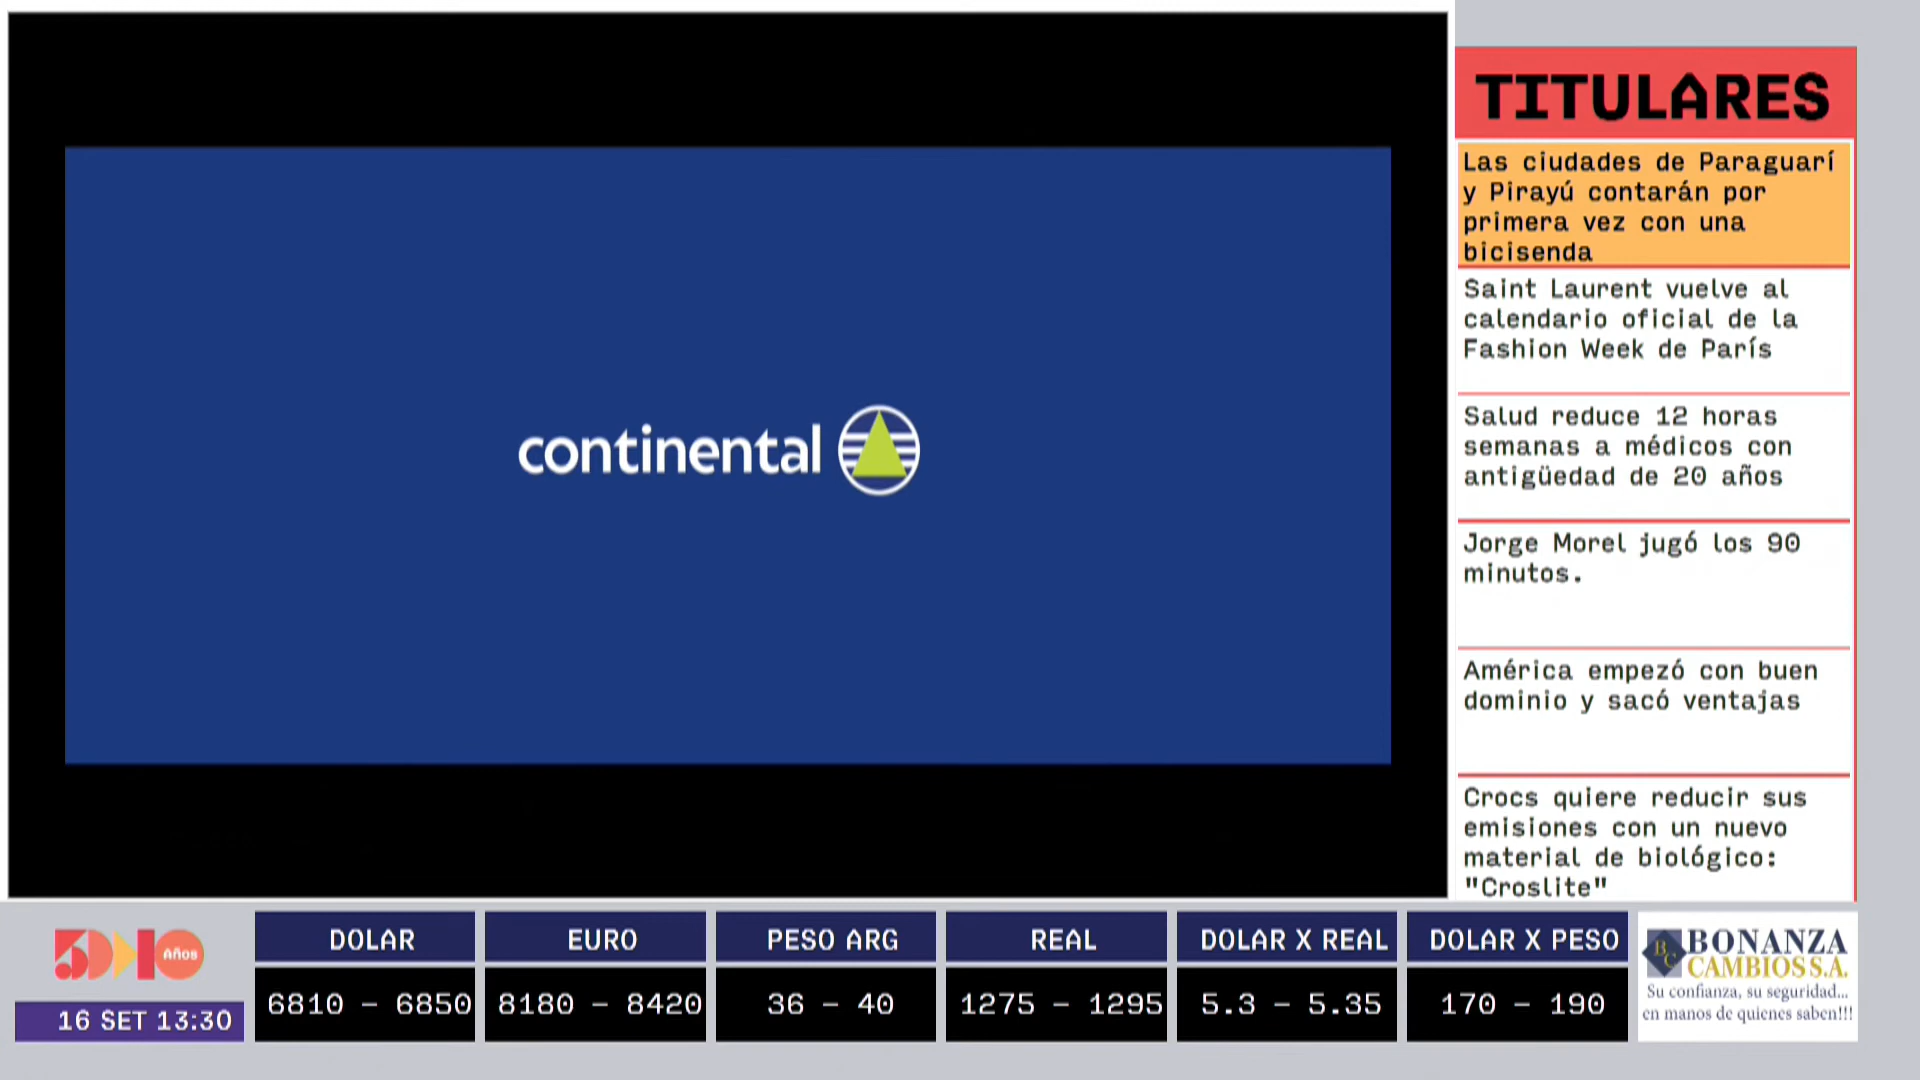 continental
TITULARES
Las ciudades de Paraguarí
y Pirayú contarán por
primera vez con una
bicisenda
Saint Laurent vuelve al
calendario oficial de la
Fashion Week de París
Salud reduce 12 horas
semanas a médicos con
antigüedad de 20 años
Jorge Morel jugó los 90
minutos.
América empezó con buen
dominio y sacó ventajas
Crocs quiere reducir sus
emisiones con un nuevo
material de biológico:
"Croslite"
5D10 Años
16 SET 13:30
DOLAR
6810 - 6850
EURO
8180 - 8420
PESO ARG
36 - 40
REAL
1275 - 1295
DOLAR X REAL
5.3 - 5.35
DOLAR X PESO
170 - 190
BC
BONANZA
CAMBIOS S.A.
Su confianza, su seguridad...
en manos de quienes saben!!!